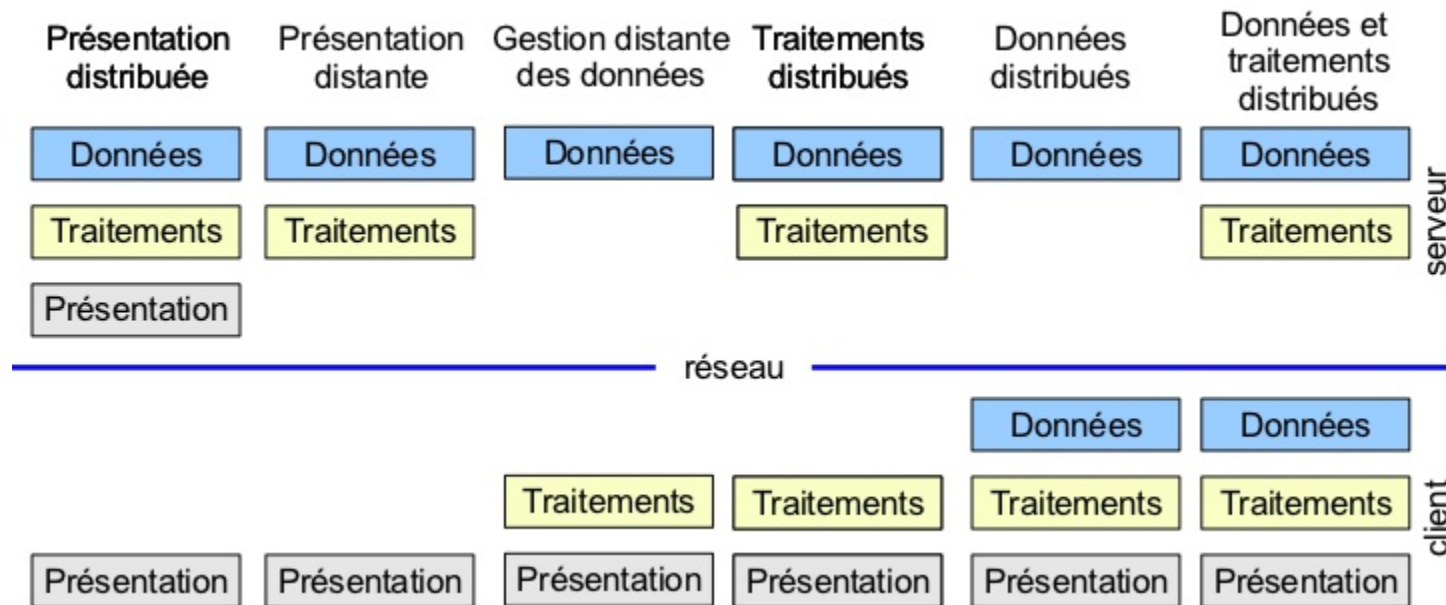 Présentation
distribuée
Présentation
distante
Gestion distante
des données
Traitements
distribués
Données
distribués
Données et
traitements
distribués
Données
Données
Données
Données
Données
Données
Traitements
Traitements
Traitements
Traitements
Présentation
serveur
réseau
Données
Données
Traitements
Traitements
Traitements
Traitements
Présentation
Présentation
Présentation
Présentation
Présentation
Présentation
client